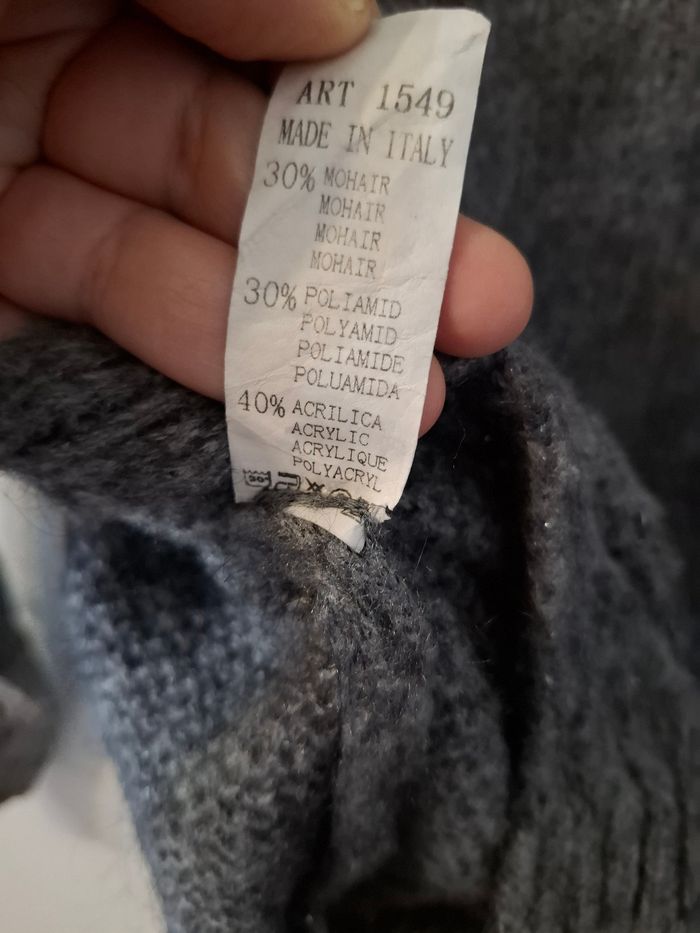 ART 1549
MADE IN ITALY
30% MOHAIR
MOHAIR
MOHAIR
MOHAIR
30% POLIAMID
POLYAMID
POLIAMIDE
POLUAMIDA
40% ACRILICA
ACRYLIC
ACRYLIQUE
POLYACRYL